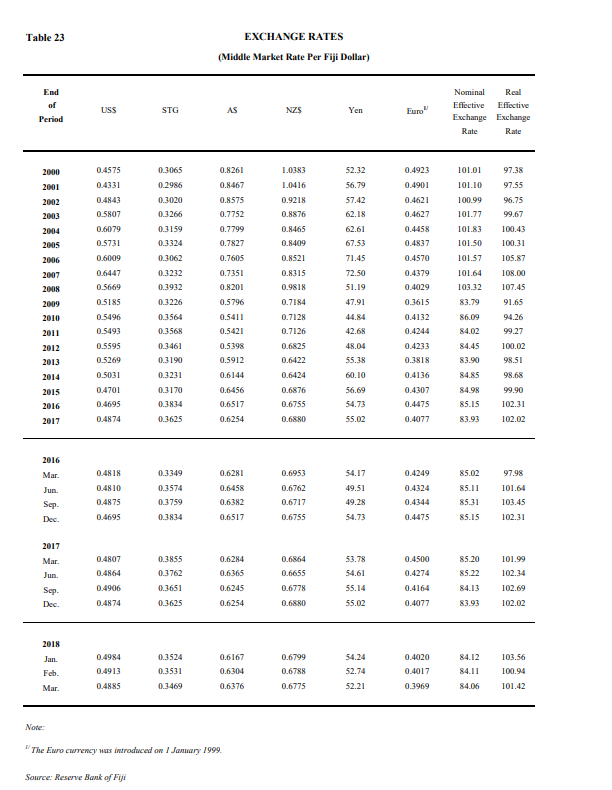 Table 23
EXCHANGE RATES
(Middle Market Rate Per Fiji Dollar)
End of Period US$ STG A$ NZ$ Yen Euro1/ Nominal Effective Exchange Rate Real Effective Exchange Rate
2000 0.4575 0.3065 0.8261 1.0383 52.32 0.4923 101.01 97.38
2001 0.4331 0.2986 0.8467 1.0416 56.79 0.4901 101.10 97.55
2002 0.4843 0.3020 0.8575 0.9218 57.42 0.4621 100.99 96.75
2003 0.5807 0.3266 0.7752 0.8876 62.18 0.4627 101.77 99.67
2004 0.6079 0.3159 0.7799 0.8465 62.61 0.4458 101.83 100.43
2005 0.5731 0.3324 0.7827 0.8409 67.53 0.4837 101.50 100.31
2006 0.6009 0.3062 0.7605 0.8521 71.45 0.4570 101.57 105.87
2007 0.6447 0.3232 0.7351 0.8315 72.50 0.4379 101.64 108.00
2008 0.5669 0.3932 0.8201 0.9818 51.19 0.4029 103.32 107.45
2009 0.5185 0.3226 0.5796 0.7184 47.91 0.3615 83.79 91.65
2010 0.5496 0.3564 0.5411 0.7128 44.84 0.4132 86.09 94.26
2011 0.5493 0.3568 0.5421 0.7126 42.68 0.4244 84.02 99.27
2012 0.5595 0.3461 0.5398 0.6825 48.04 0.4233 84.45 100.02
2013 0.5269 0.3190 0.5912 0.6422 55.38 0.3818 83.90 98.51
2014 0.5031 0.3231 0.6144 0.6424 60.10 0.4136 84.85 98.68
2015 0.4701 0.3170 0.6456 0.6876 56.69 0.4307 84.98 99.90
2016 0.4695 0.3834 0.6517 0.6755 54.73 0.4475 85.15 102.31
2017 0.4874 0.3625 0.6254 0.6880 55.02 0.4077 83.93 102.02
2016
Mar. 0.4818 0.3349 0.6281 0.6953 54.17 0.4249 85.02 97.98
Jun. 0.4810 0.3574 0.6458 0.6762 49.51 0.4324 85.11 101.64
Sep. 0.4875 0.3759 0.6382 0.6717 49.28 0.4344 85.31 103.45
Dec. 0.4695 0.3834 0.6517 0.6755 54.73 0.4475 85.15 102.31
2017
Mar. 0.4807 0.3855 0.6284 0.6864 53.78 0.4500 85.20 101.99
Jun. 0.4864 0.3762 0.6365 0.6655 54.61 0.4274 85.22 102.34
Sep. 0.4906 0.3651 0.6245 0.6778 55.14 0.4164 84.13 102.69
Dec. 0.4874 0.3625 0.6254 0.6880 55.02 0.4077 83.93 102.02
2018
Jan. 0.4984 0.3524 0.6167 0.6799 54.24 0.4020 84.12 103.56
Feb. 0.4913 0.3531 0.6304 0.6788 52.74 0.4017 84.11 100.94
Mar. 0.4885 0.3469 0.6376 0.6775 52.21 0.3969 84.06 101.42
Note:
1/ The Euro currency was introduced on 1 January 1999.
Source: Reserve Bank of Fiji